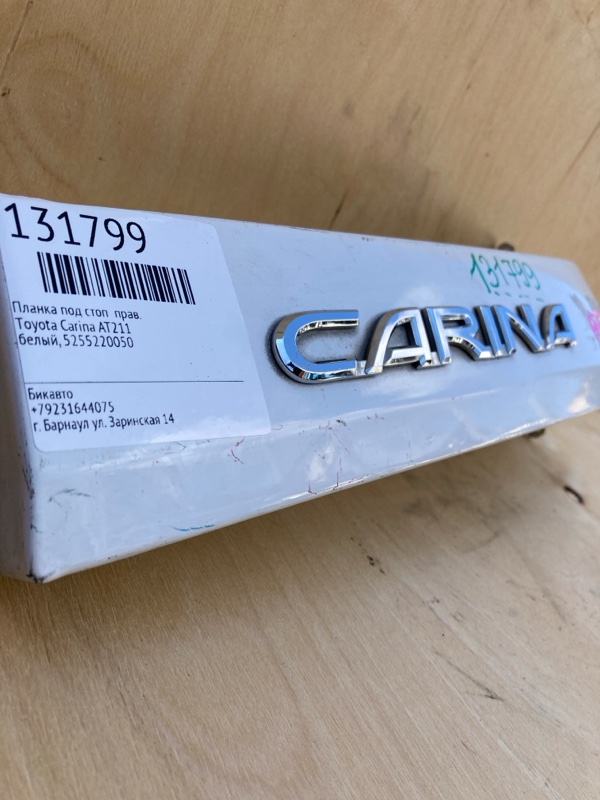 131799
Планка под стоп прав.
Toyota Carina AT211
белый, 5255220050
Бикавто
+79231644075
г. Барнаул ул. Заринская 14
131799
CARINA